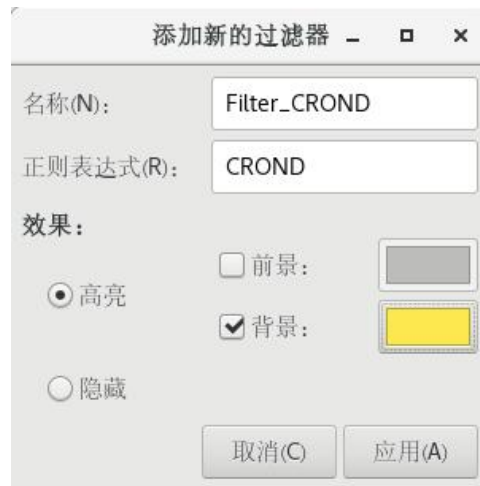 添加新的过滤器
名称(N)： Filter_CROND
正则表达式(R)： CROND
效果：
前景：
高亮
背景：
隐藏
取消(C) 应用(A)